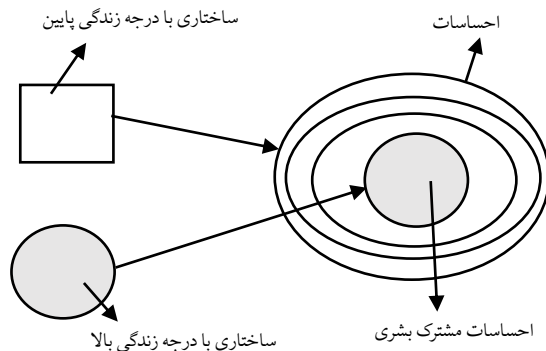 ساختاری با درجه زندگی پایین
احساسات
احساسات مشترک بشری
ساختاری با درجه زندگی بالا